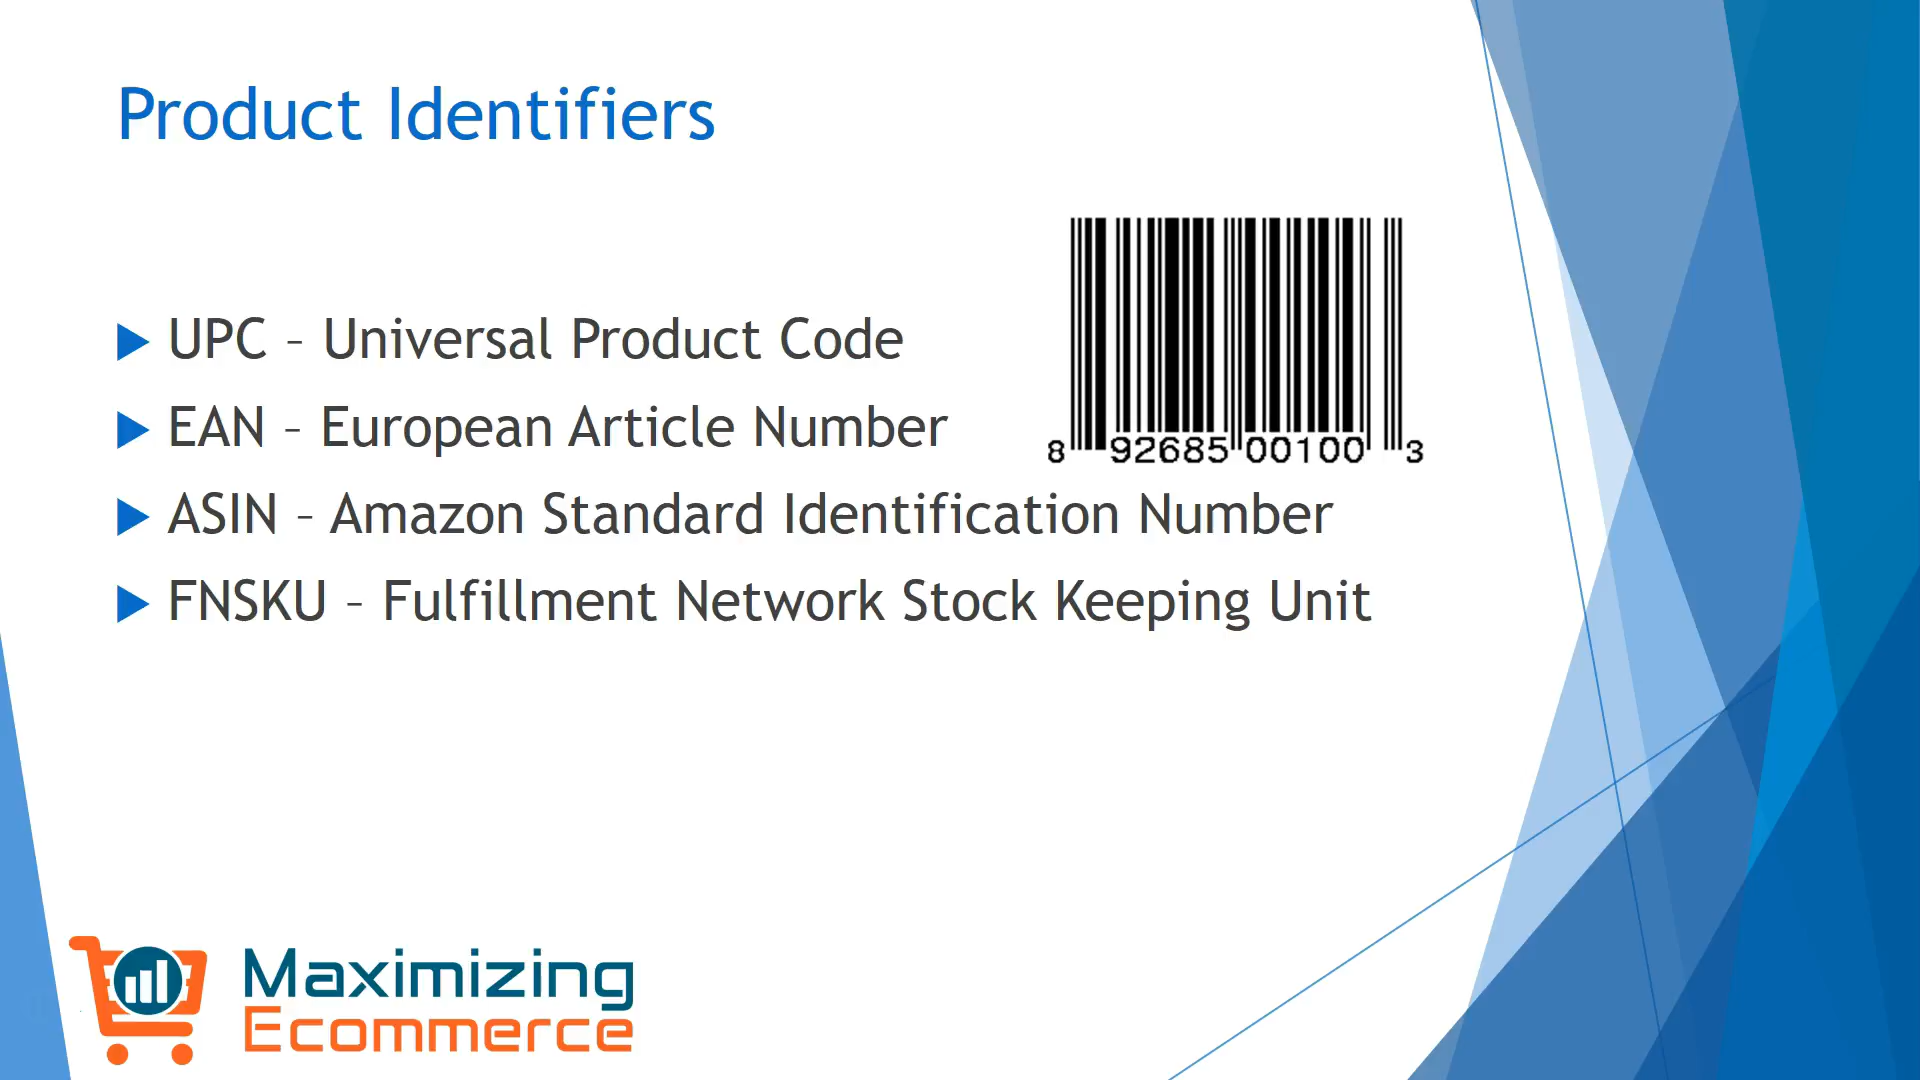 Product Identifiers
UPC – Universal Product Code
EAN – European Article Number
8 92685 00100 3
ASIN – Amazon Standard Identification Number
FNSKU – Fulfillment Network Stock Keeping Unit
Maximizing
Ecommerce